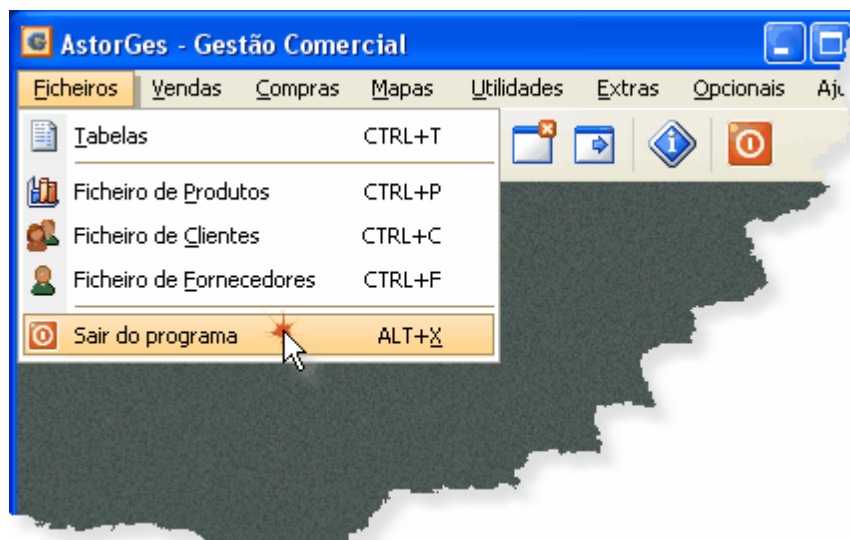 AstorGes - Gestão Comercial
Ficheiros Vendas Compras Mapas Utilidades Extras Opcionais Aju
Tabelas CTRL+T
Ficheiro de Produtos CTRL+P
Ficheiro de Clientes CTRL+C
Ficheiro de Fornecedores CTRL+F
Sair do programa ALT+X